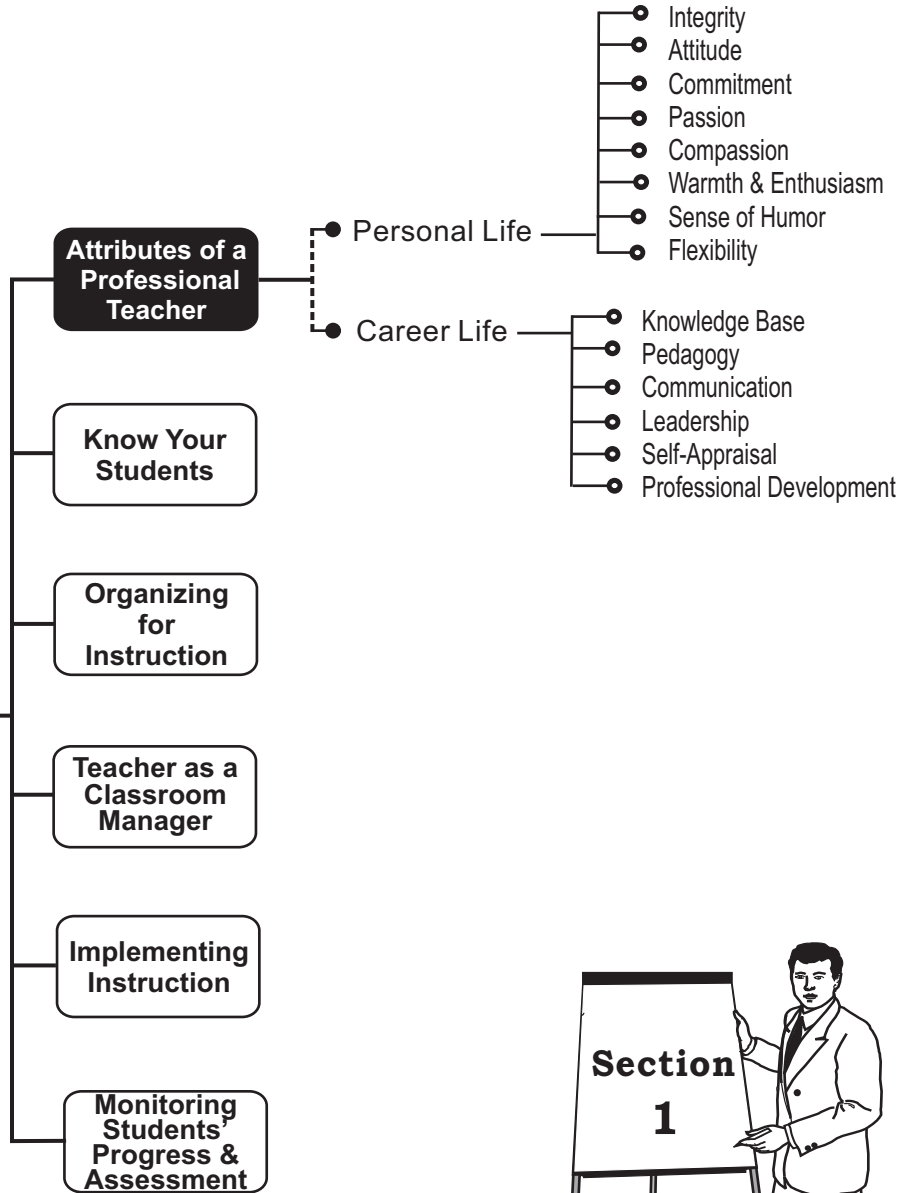 Attributes of a
Professional
Teacher
Personal Life
Integrity
Attitude
Commitment
Passion
Compassion
Warmth & Enthusiasm
Sense of Humor
Flexibility
Career Life
Knowledge Base
Pedagogy
Communication
Leadership
Self-Appraisal
Professional Development
Know Your
Students
Organizing
for
Instruction
Teacher as a
Classroom
Manager
Implementing
Instruction
Monitoring
Students’
Progress &
Assessment
Section
1